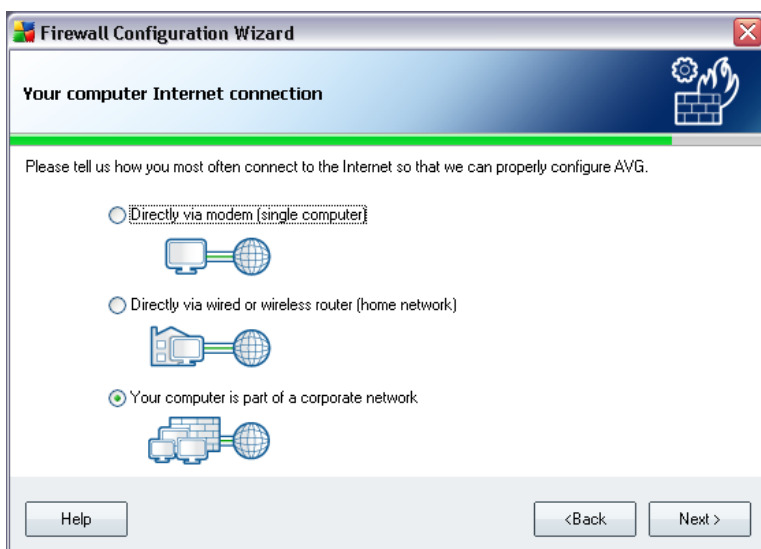 Firewall Configuration Wizard
Your computer Internet connection
Please tell us how you most often connect to the Internet so that we can properly configure AVG.
Directly via modem (single computer)
Directly via wired or wireless router (home network)
Your computer is part of a corporate network
Help
<Back
Next >